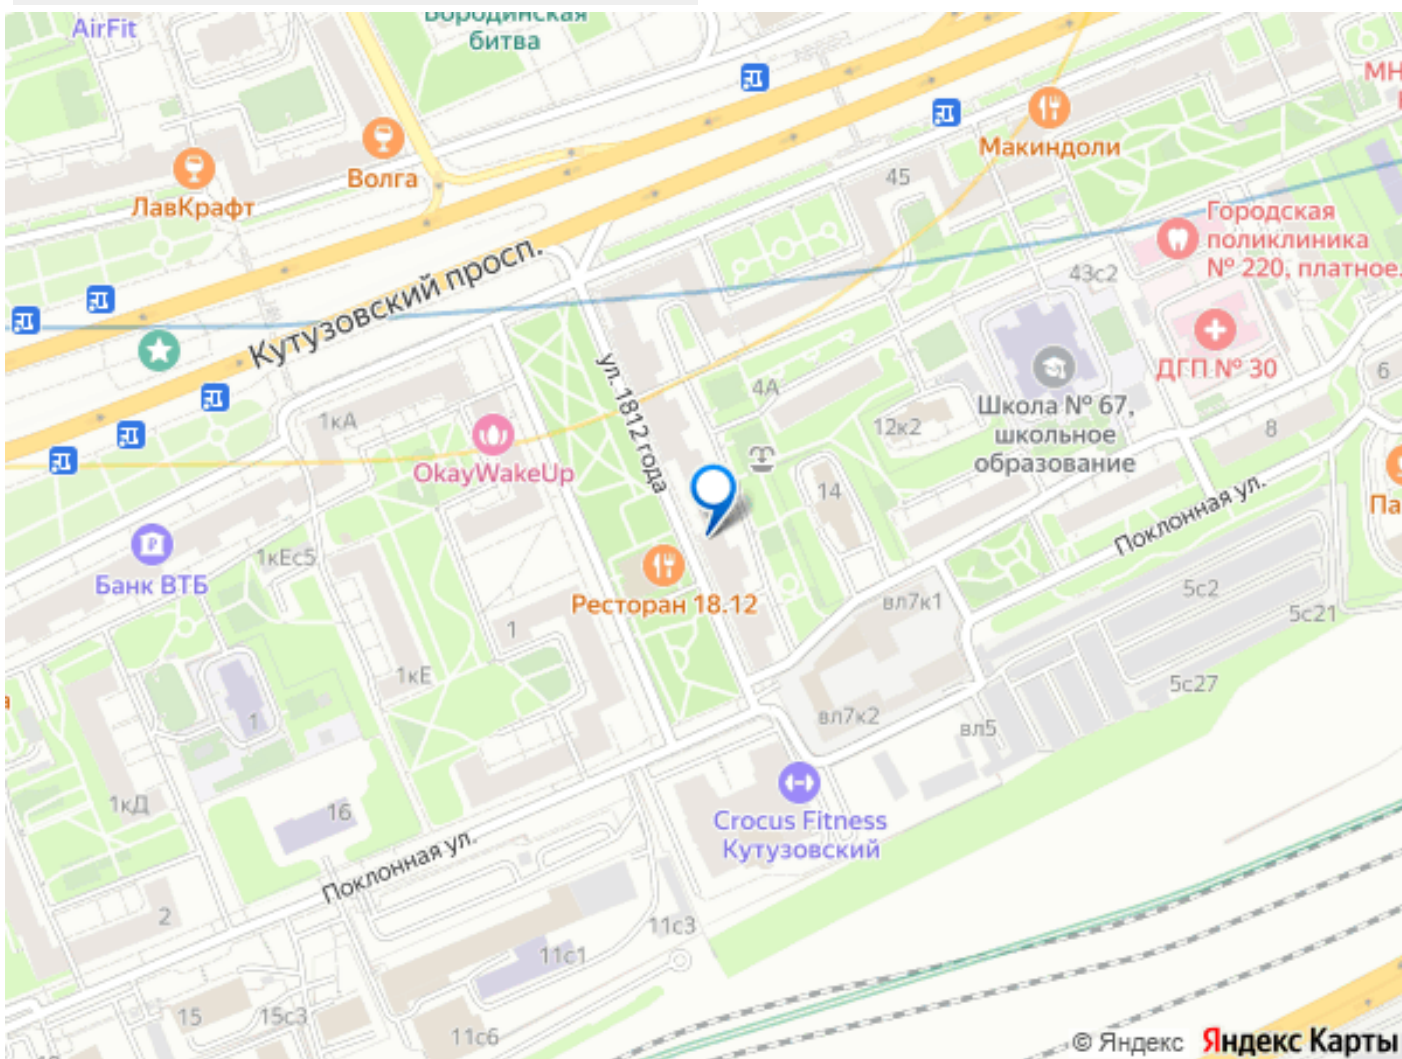 AirFit
Бородинская
битва
МН
Волга
ЛавКрафт
Макиндоли
45
Городская
поликлиника
№ 220, платное.
43с2
Кутузовский просп.
ул. 1812 года
ДГП № 30
6
4А
1кА
12к2
Школа № 67,
школьное
образование
8
OkayWakeUp
14
Поклонная ул.
Па
Банк ВТБ
1кЕс5
Ресторан 18.12
вл7к1
5с2
5с21
1
1кЕ
5с27
1
вл7к2
вл5
1кД
16
Crocus Fitness
Кутузовский
Поклонная ул.
2
11с3
11с1
15
15с3
11с6
© Яндекс Яндекс Карты